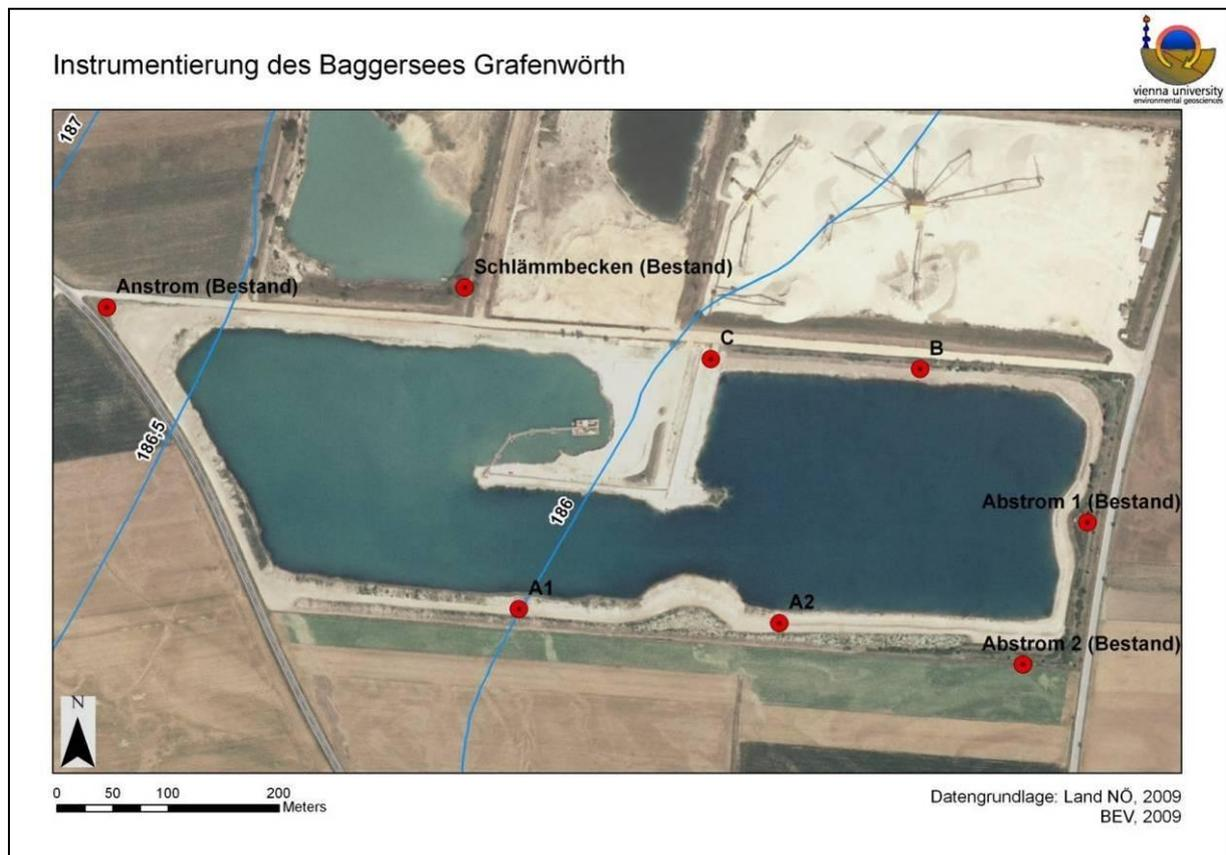 Instrumentierung des Baggersees Grafenwörth
vienna university
environmental geosciences
187
Schlämmbecken (Bestand)
Anstrom (Bestand)
C
B
186,5
186
Abstrom 1 (Bestand)
A1
A2
Abstrom 2 (Bestand)
N
0 50 100 200
Meters
Datengrundlage: Land NÖ, 2009
BEV, 2009